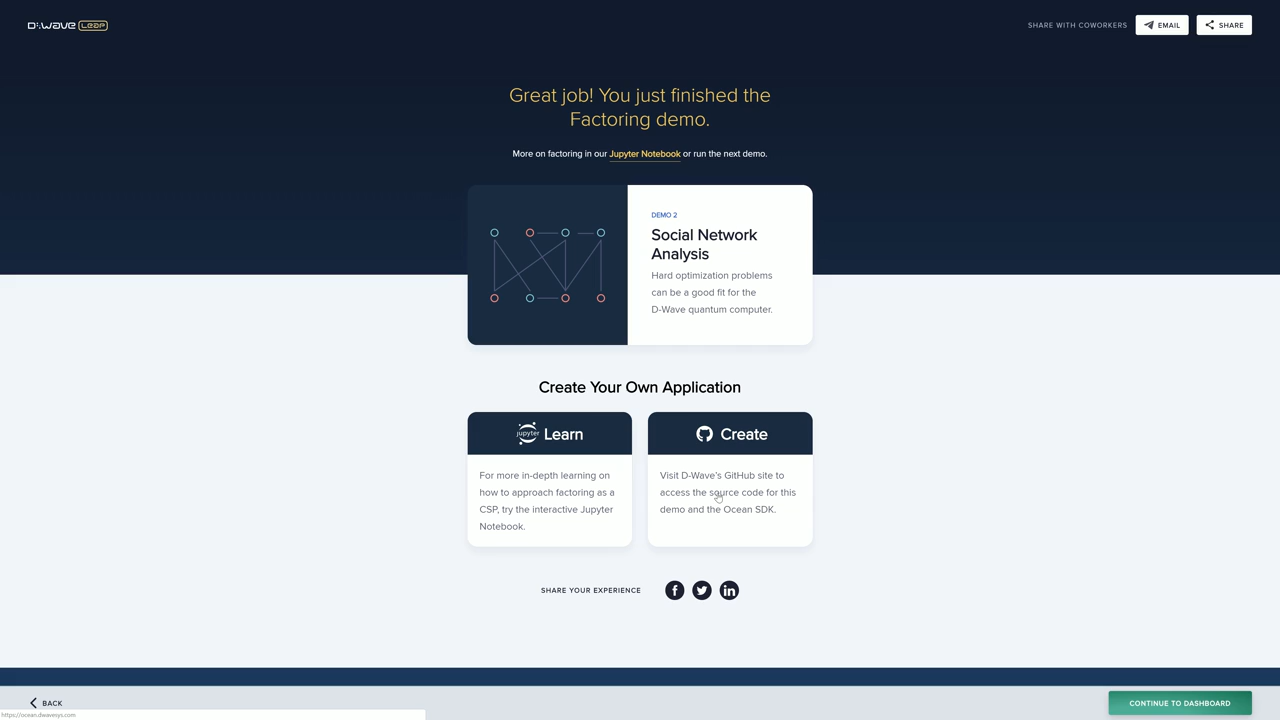 D:Wave Leap
SHARE WITH COWORKERS
EMAIL
SHARE
Great job! You just finished the
Factoring demo.
More on factoring in our Jupyter Notebook or run the next demo.
DEMO 2
Social Network
Analysis
Hard optimization problems
can be a good fit for the
D-Wave quantum computer.
Create Your Own Application
jupyter Learn
For more in-depth learning on
how to approach factoring as a
CSP, try the interactive Jupyter
Notebook.
Create
Visit D-Wave's GitHub site to
access the source code for this
demo and the Ocean SDK.
SHARE YOUR EXPERIENCE
BACK
CONTINUE TO DASHBOARD
https://ocean.dwavesys.com